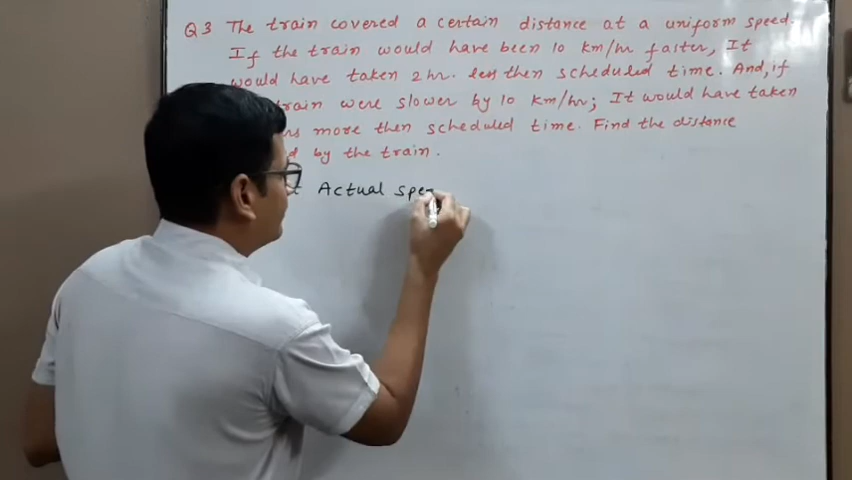 Q3 The train covered a certain distance at a uniform speed.
If the train would have been 10 km/hr faster, It
would have taken 2 hr. less then scheduled time. And, if
train were slower by 10 km/hr; It would have taken
more then scheduled time. Find the distance
by the train.
Actual spe